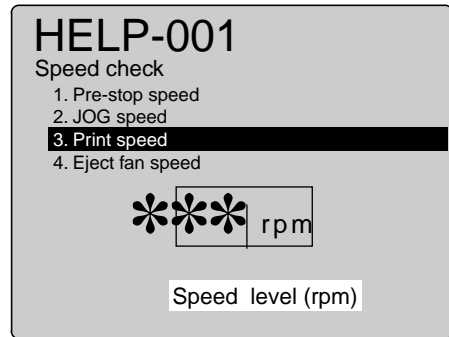 HELP-001
Speed check
1. Pre-stop speed
2. JOG speed
3. Print speed
4. Eject fan speed
*** rpm
Speed level (rpm)